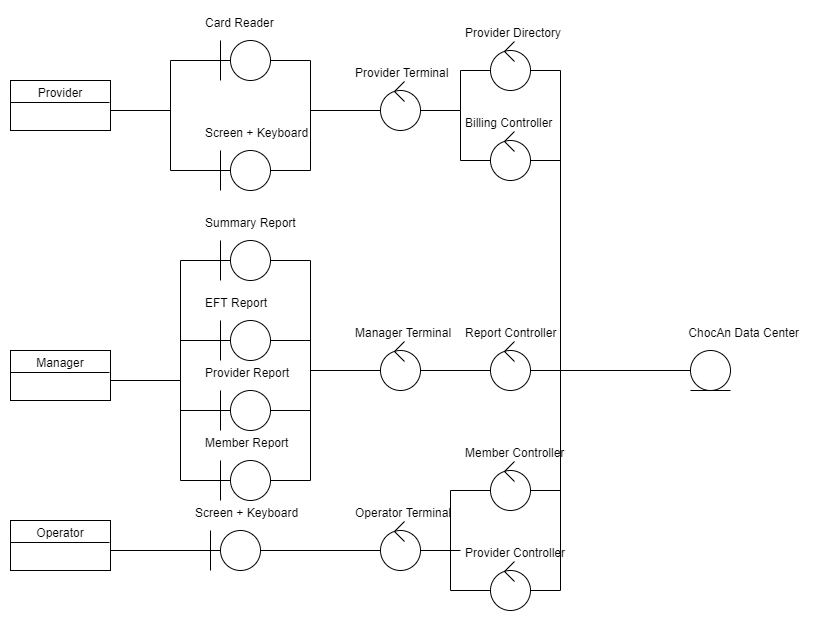 Card Reader
Provider Directory
Provider Terminal
Provider
Billing Controller
Screen + Keyboard
Summary Report
EFT Report
Manager Terminal
Report Controller
ChocAn Data Center
Manager
Provider Report
Member Report
Member Controller
Screen + Keyboard
Operator Terminal
Operator
Provider Controller